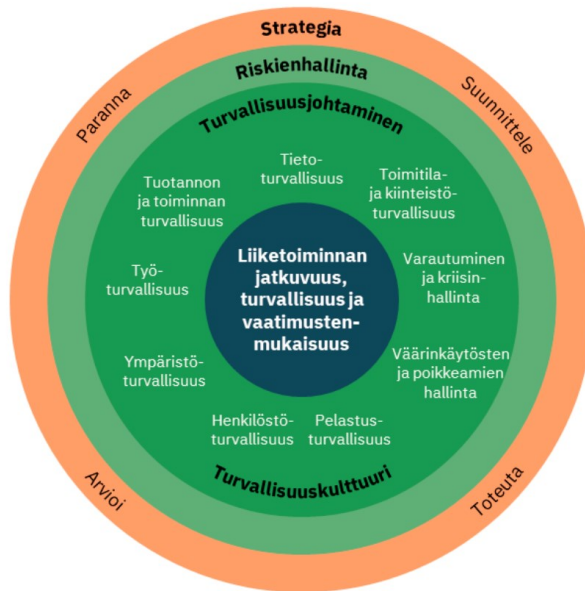 Strategia
Riskienhallinta
Turvallisuusjohtaminen
Paranna
Suunnittele
Tieto-
turvallisuus
Toimitila-
ja kiinteistö-
turvallisuus
Tuotannon
ja toiminnan
turvallisuus
Liiketoiminnan
jatkuvuus,
turvallisuus ja
vaatimusten-
mukaisuus
Varautuminen
ja kriisin-
hallinta
Työ-
turvallisuus
Väärinkäytösten
ja poikkeamien
hallinta
Ympäristö-
turvallisuus
Henkilöstö-
turvallisuus
Pelastus-
turvallisuus
Turvallisuuskulttuuri
Arvioi
Toteuta